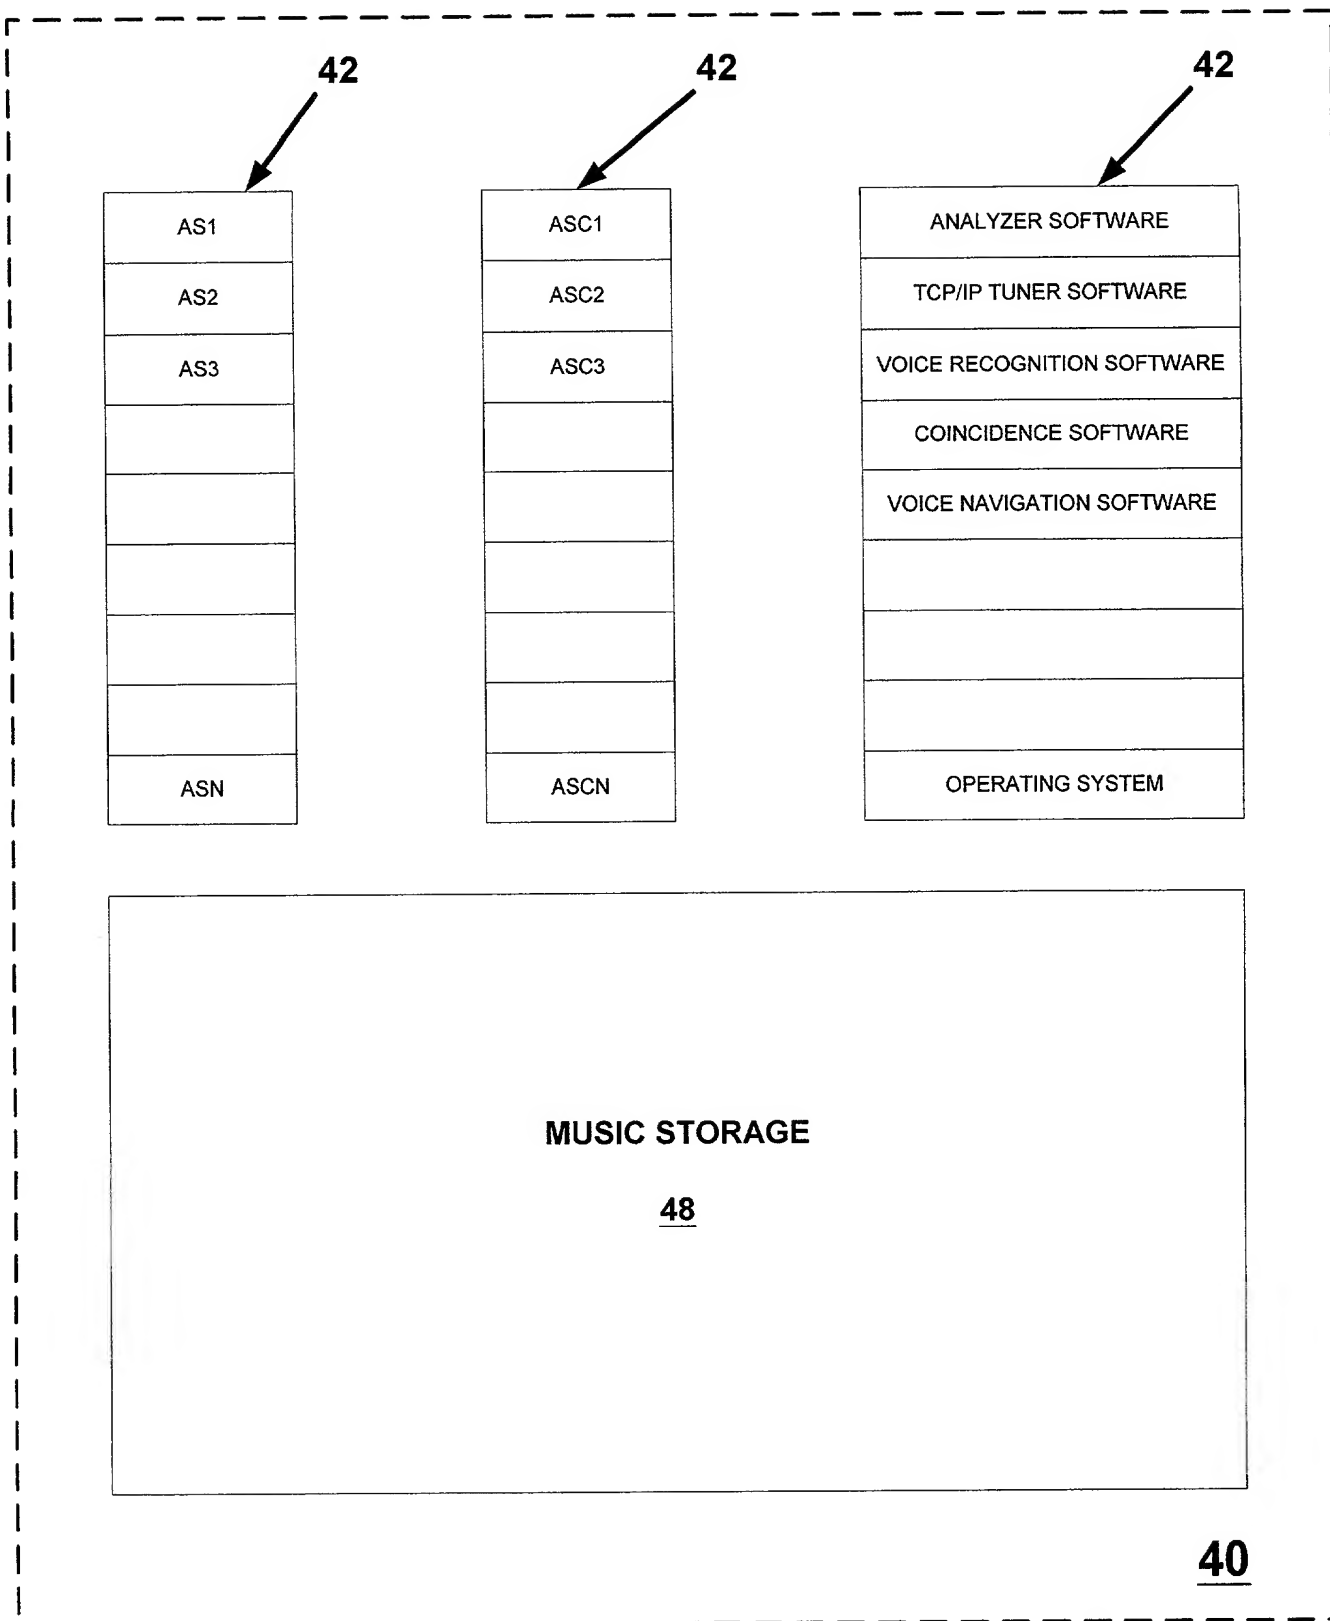 42 42 42
AS1 ASC1 ANALYZER SOFTWARE
AS2 ASC2 TCP/IP TUNER SOFTWARE
AS3 ASC3 VOICE RECOGNITION SOFTWARE
COINCIDENCE SOFTWARE
VOICE NAVIGATION SOFTWARE
ASN ASCN OPERATING SYSTEM
MUSIC STORAGE
48
40